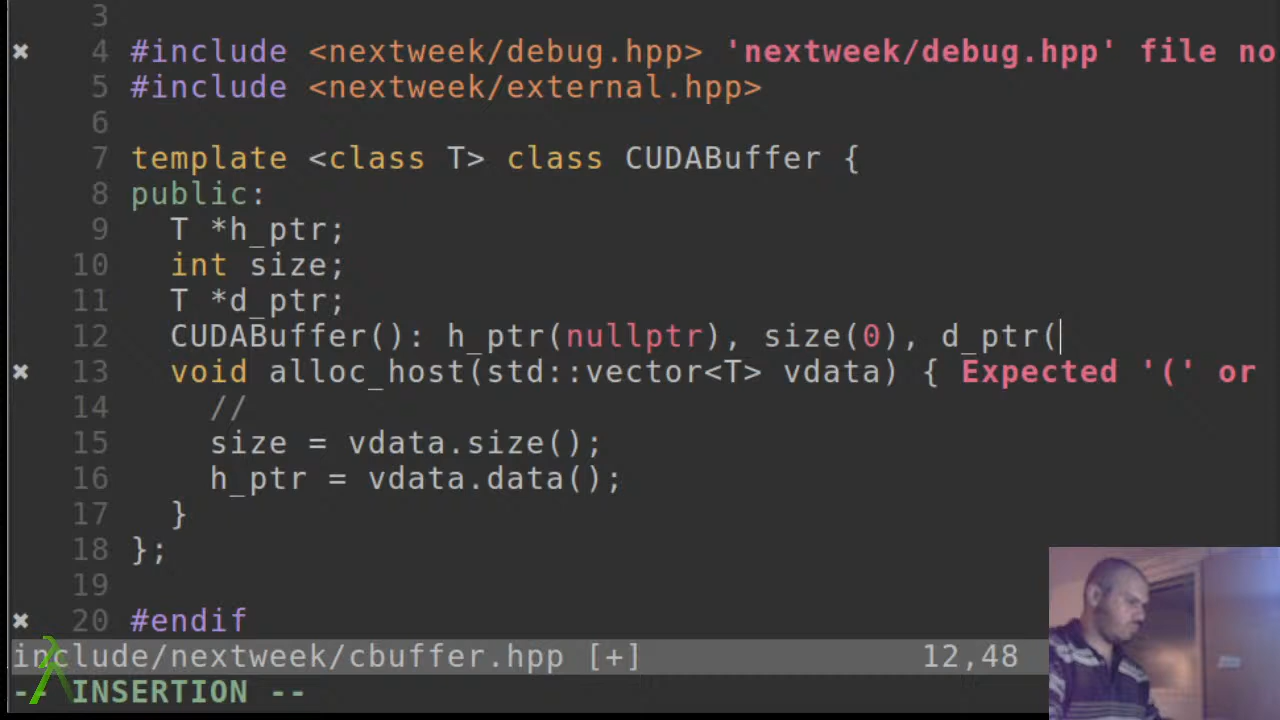 3
✖ 4 #include <nextweek/debug.hpp> 'nextweek/debug.hpp' file no
5 #include <nextweek/external.hpp>
6
7 template <class T> class CUDABuffer {
8 public:
9   T *h_ptr;
10   int size;
11   T *d_ptr;
12   CUDABuffer(): h_ptr(nullptr), size(0), d_ptr(
✖ 13   void alloc_host(std::vector<T> vdata) { Expected '(' or
14     //
15     size = vdata.size();
16     h_ptr = vdata.data();
17   }
18 };
19
✖ 20 #endif
include/nextweek/cbuffer.hpp [+] 12,48
-- INSERTION --